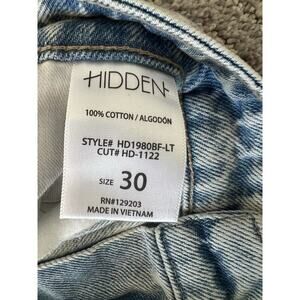 HIDDEN
100% COTTON / ALGODÓN
STYLE# HD1980BF-LT
CUT# HD-1122
SIZE 30
RN#129203
MADE IN VIETNAM